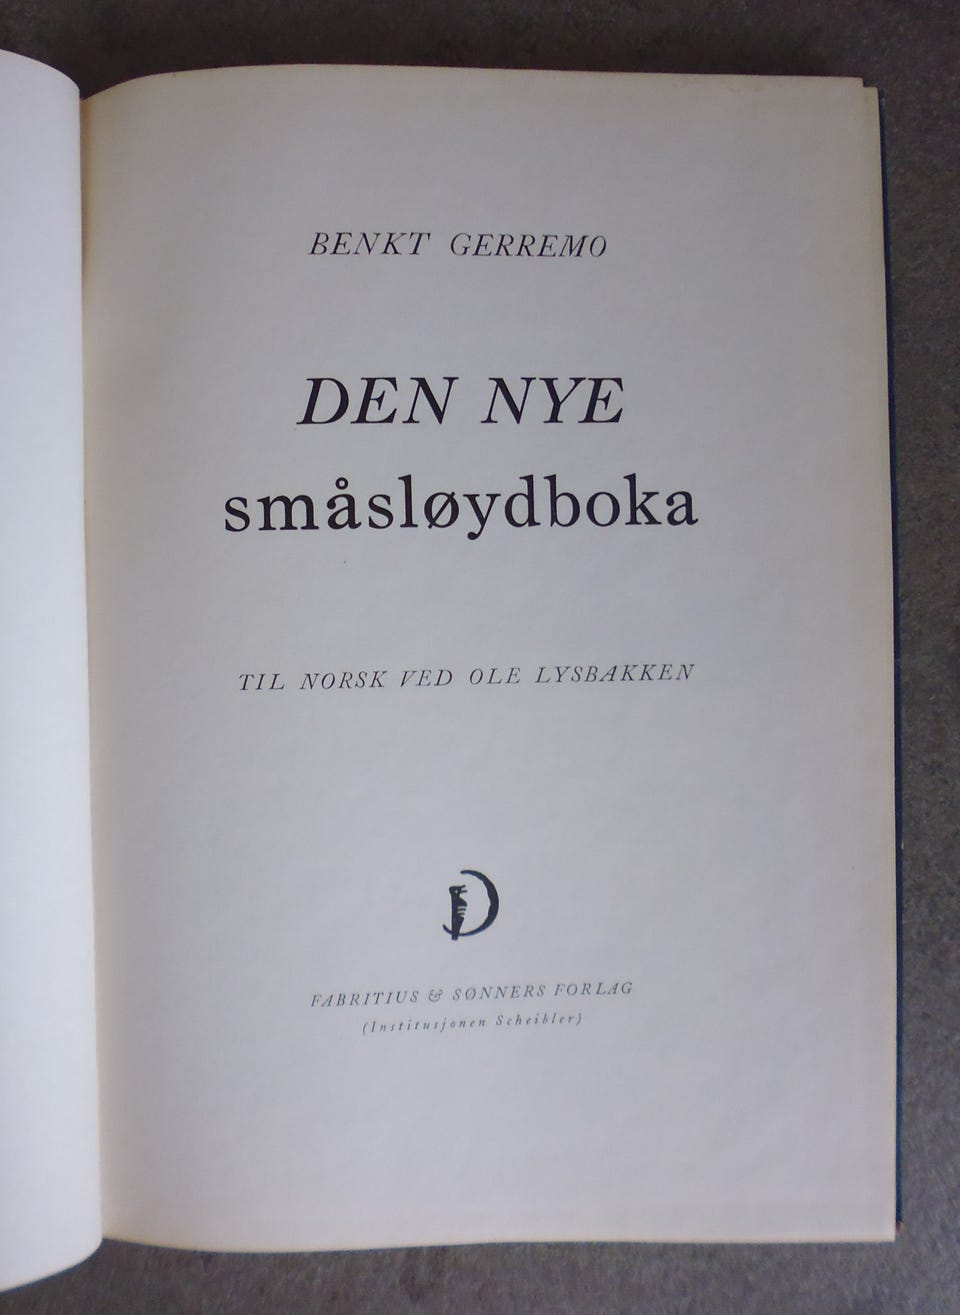 BENKT GERREMO
DEN NYE
småsløydboka
TIL NORSK VED OLE LYSBAKKEN
FABRITIUS & SØNNERS FORLAG
(Institusjonen Scheibler)